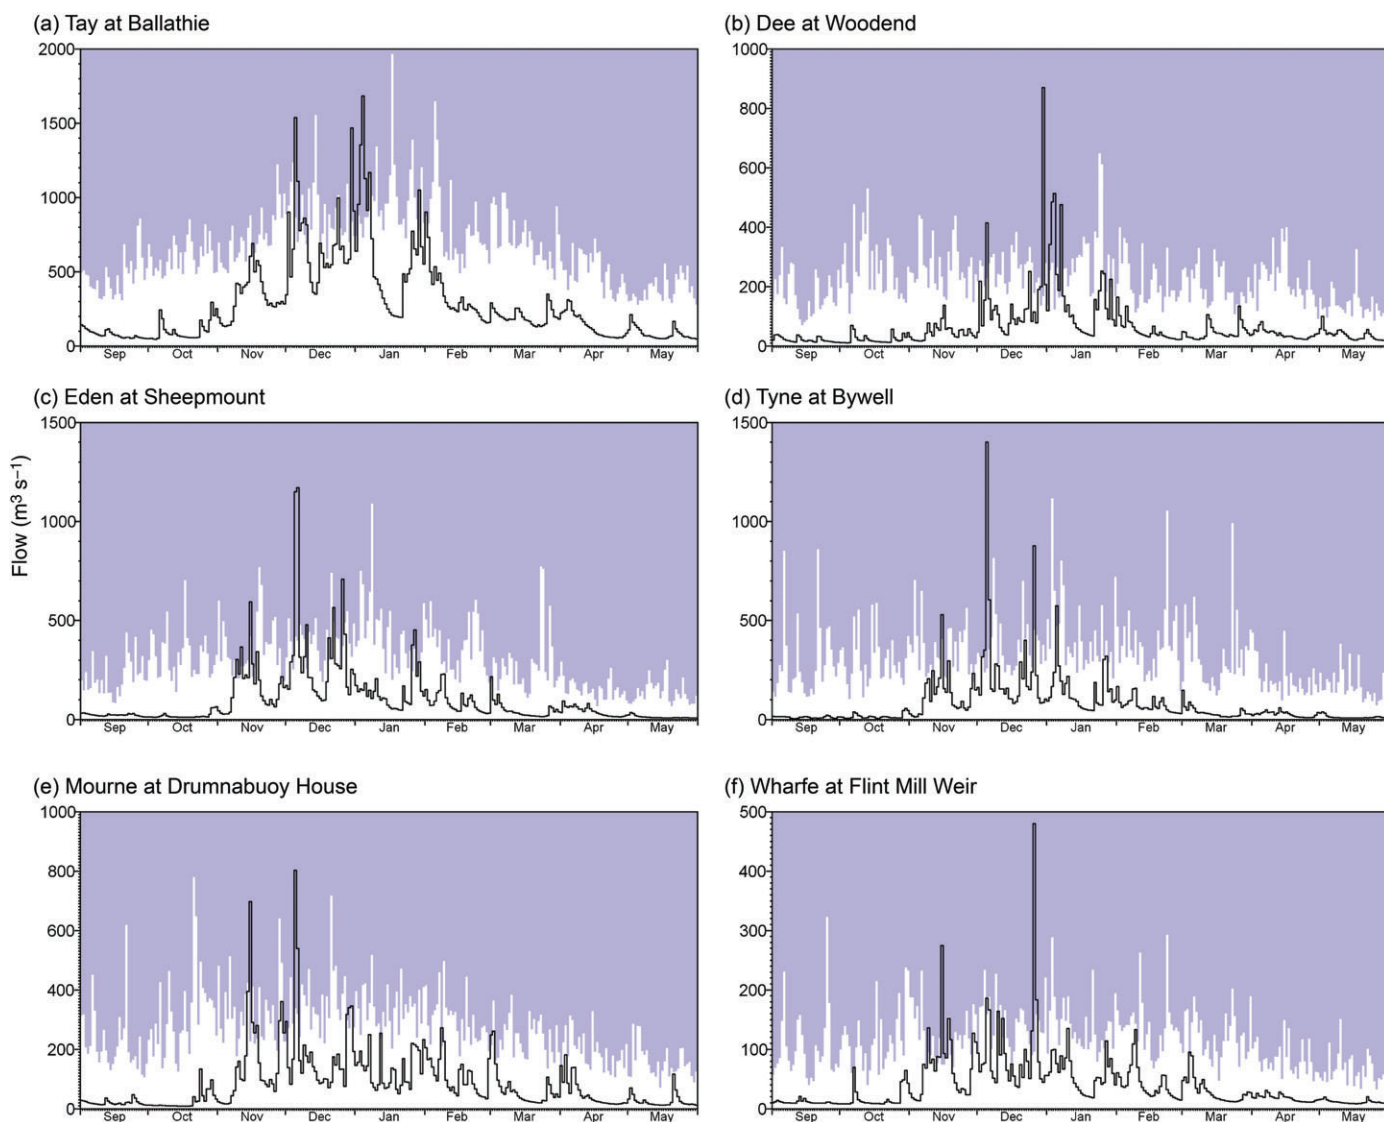 (a) Tay at Ballathie
2000
1500
1000
500
0
Sep Oct Nov Dec Jan Feb Mar Apr May
(b) Dee at Woodend
1000
800
600
400
200
0
Sep Oct Nov Dec Jan Feb Mar Apr May
(c) Eden at Sheepmount
1500
1000
500
0
Sep Oct Nov Dec Jan Feb Mar Apr May
(d) Tyne at Bywell
1500
1000
500
0
Sep Oct Nov Dec Jan Feb Mar Apr May
Flow (m³ s⁻¹)
(e) Mourne at Drumnabuoy House
1000
800
600
400
200
0
Sep Oct Nov Dec Jan Feb Mar Apr May
(f) Wharfe at Flint Mill Weir
500
400
300
200
100
0
Sep Oct Nov Dec Jan Feb Mar Apr May